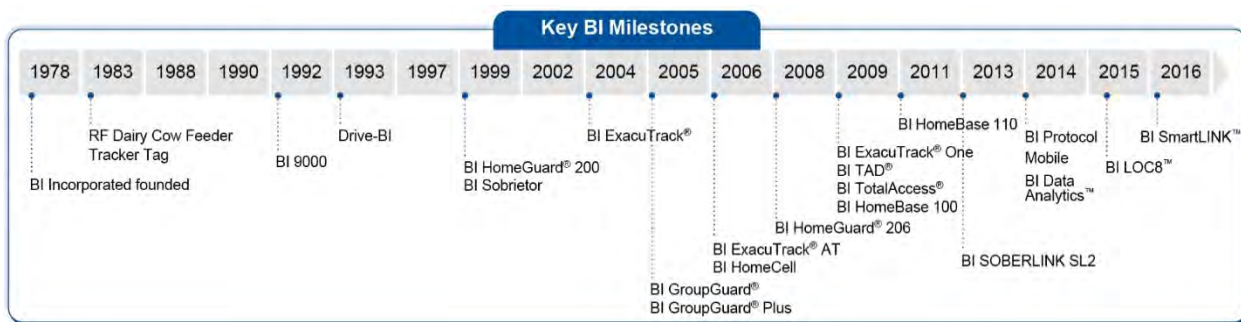 Key BI Milestones
1978 1983 1988 1990 1992 1993 1997 1999 2002 2004 2005 2006 2008 2009 2011 2013 2014 2015 2016
BI Incorporated founded
RF Dairy Cow Feeder
Tracker Tag
BI 9000
Drive-BI
BI HomeGuard® 200
BI Sobrietor
BI ExacuTrack®
BI GroupGuard®
BI GroupGuard® Plus
BI ExacuTrack® AT
BI HomeCell
BI HomeGuard® 206
BI ExacuTrack® One
BI TAD®
BI TotalAccess®
BI HomeBase 100
BI HomeBase 110
BI SOBERLINK SL2
BI Protocol
Mobile
BI Data
Analytics™
BI LOC8™
BI SmartLINK™